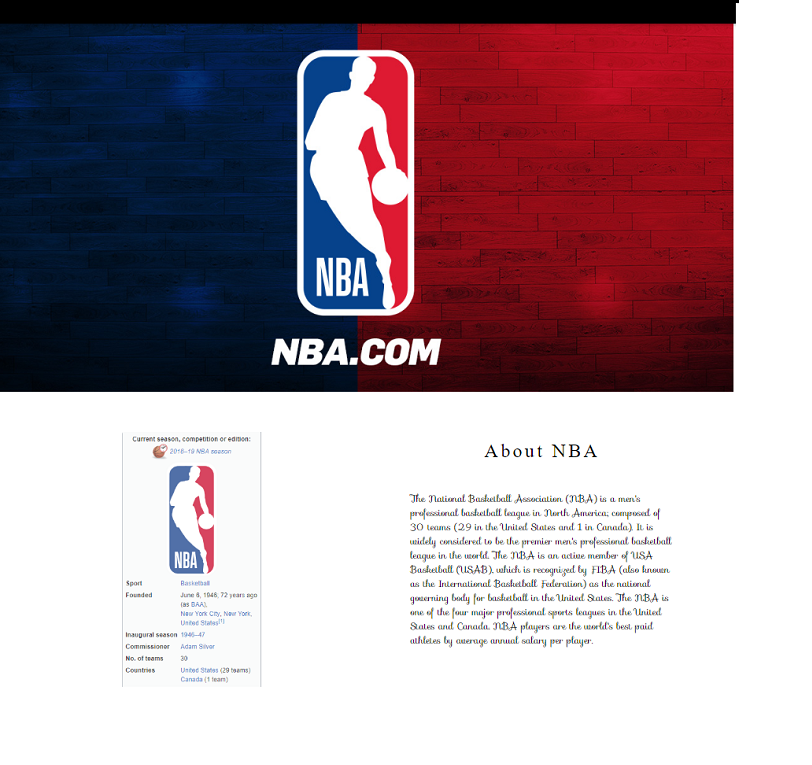 NBA
NBA.COM
Current season, competition or edition:
2018–19 NBA season
NBA
Sport Basketball
Founded June 6, 1946; 72 years ago
(as BAA),
New York City, New York,
United States[1]
Inaugural season 1946–47
Commissioner Adam Silver
No. of teams 30
Countries United States (29 teams)
Canada (1 team)
About NBA
The National Basketball Association (NBA) is a men's
professional basketball league in North America; composed of
30 teams (29 in the United States and 1 in Canada). It is
widely considered to be the premier men's professional basketball
league in the world. The NBA is an active member of USA
Basketball (USAB), which is recognized by FIBA (also known
as the International Basketball Federation) as the national
governing body for basketball in the United States. The NBA is
one of the four major professional sports leagues in the United
States and Canada. NBA players are the world's best paid
athletes by average annual salary per player.